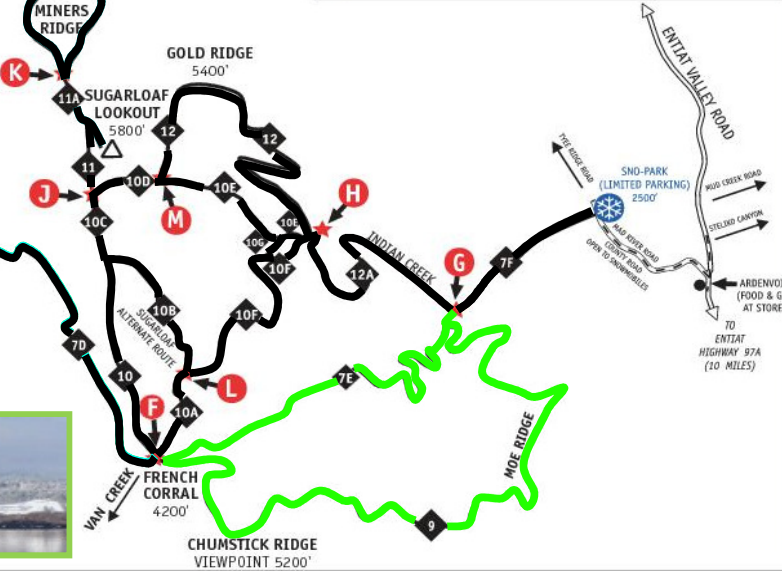 MINERS
RIDGE
K
11A
SUGARLOAF
LOOKOUT
5800'
GOLD RIDGE
5400'
12
12
11
J
10D
10E
M
10C
H
10E
10G
10F
12A
INDIAN CREEK
G
7F
TYEE RIDGE ROAD
SNO-PARK
(LIMITED PARKING)
2500'
MAD RIVER ROAD
COUNTY ROAD
OPEN TO SNOWMOBILES
ENTIAT VALLEY ROAD
MUD CREEK ROAD
STELIKO CANYON
ARDENVOI
(FOOD & G
AT STORE
TO
ENTIAT
HIGHWAY 97A
(10 MILES)
10B
SUGARLOAF
ALTERNATE ROUTE
10F
7D
10
L
F
10A
7E
MOE RIDGE
9
VAN CREEK
FRENCH
CORRAL
4200'
CHUMSTICK RIDGE
VIEWPOINT 5200'